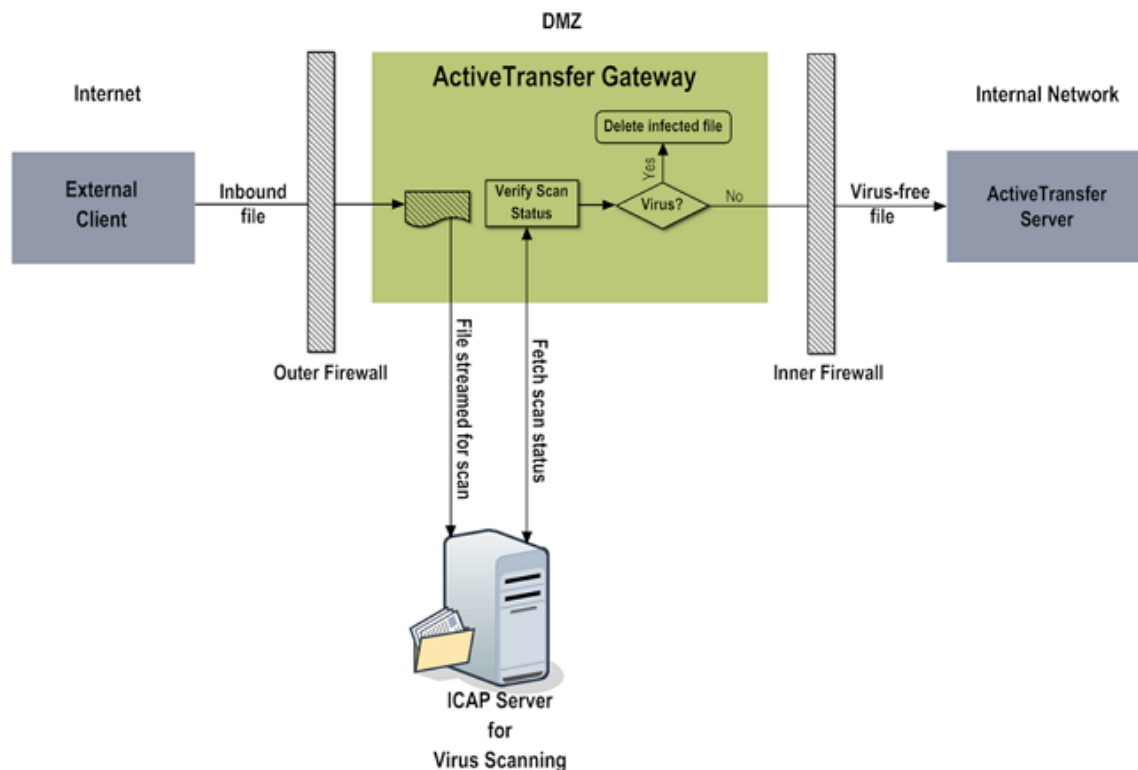 DMZ
Internet
ActiveTransfer Gateway
Internal Network
Delete infected file
External
Client
Inbound
file
Verify Scan
Status
Yes
Virus?
No
Virus-free
file
ActiveTransfer
Server
Outer Firewall
File streamed for scan
Fetch scan status
Inner Firewall
ICAP Server
for
Virus Scanning